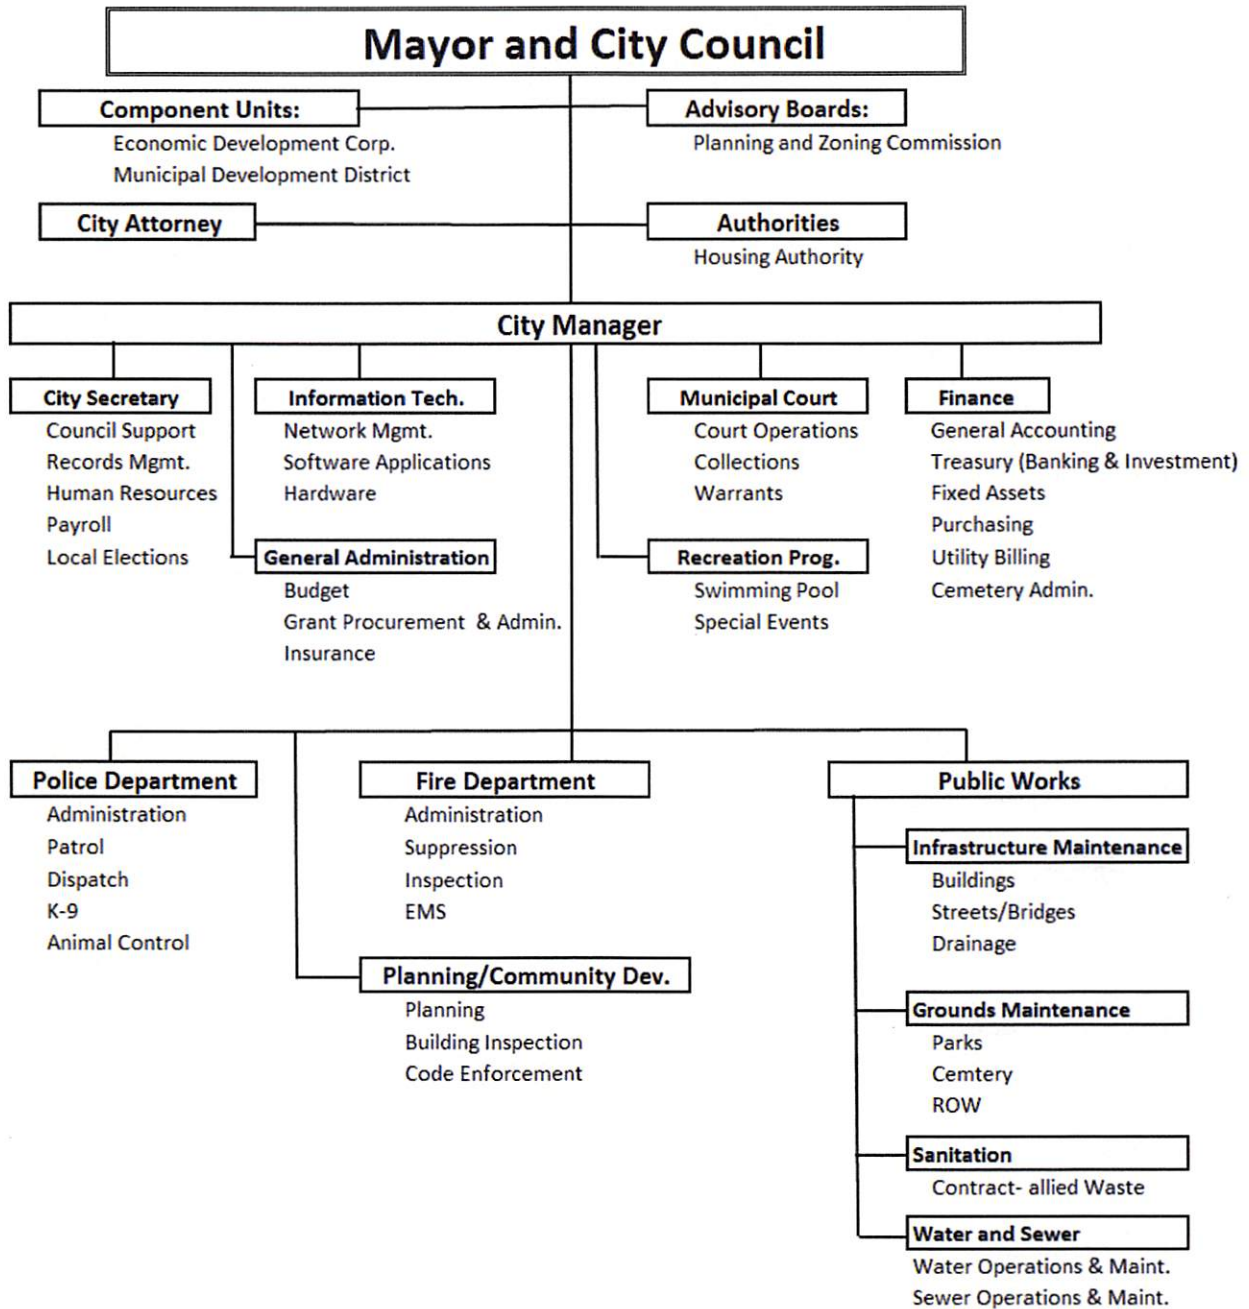 Mayor and City Council
Component Units:
Economic Development Corp.
Municipal Development District
Advisory Boards:
Planning and Zoning Commission
City Attorney
Authorities
Housing Authority
City Manager
City Secretary
Council Support
Records Mgmt.
Human Resources
Payroll
Local Elections
Information Tech.
Network Mgmt.
Software Applications
Hardware
General Administration
Budget
Grant Procurement & Admin.
Insurance
Municipal Court
Court Operations
Collections
Warrants
Recreation Prog.
Swimming Pool
Special Events
Finance
General Accounting
Treasury (Banking & Investment)
Fixed Assets
Purchasing
Utility Billing
Cemetery Admin.
Police Department
Administration
Patrol
Dispatch
K-9
Animal Control
Fire Department
Administration
Suppression
Inspection
EMS
Planning/Community Dev.
Planning
Building Inspection
Code Enforcement
Public Works
Infrastructure Maintenance
Buildings
Streets/Bridges
Drainage
Grounds Maintenance
Parks
Cemtery
ROW
Sanitation
Contract- allied Waste
Water and Sewer
Water Operations & Maint.
Sewer Operations & Maint.